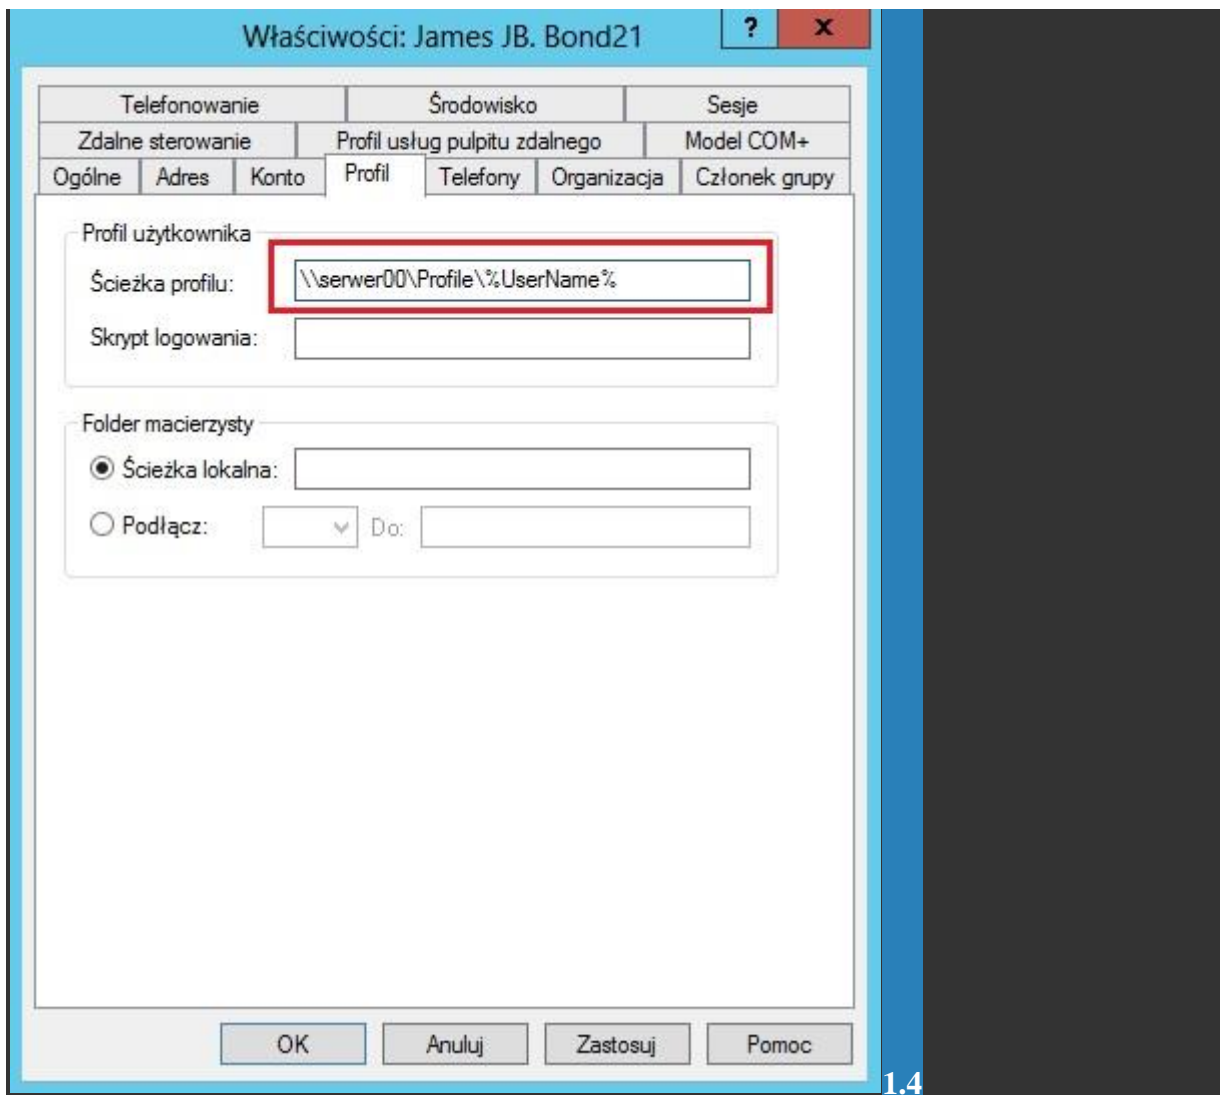 Właściwości: James JB. Bond21
? x
Telefonowanie Środowisko Sesje
Zdalne sterowanie Profil usług pulpitu zdalnego Model COM+
Ogólne Adres Konto Profil Telefony Organizacja Członek grupy
Profil użytkownika
Ścieżka profilu: \\serwer00\Profile\%UserName%
Skrypt logowania:
Folder macierzysty
Ścieżka lokalna:
Podłącz: Do:
OK Anuluj Zastosuj Pomoc
1.4